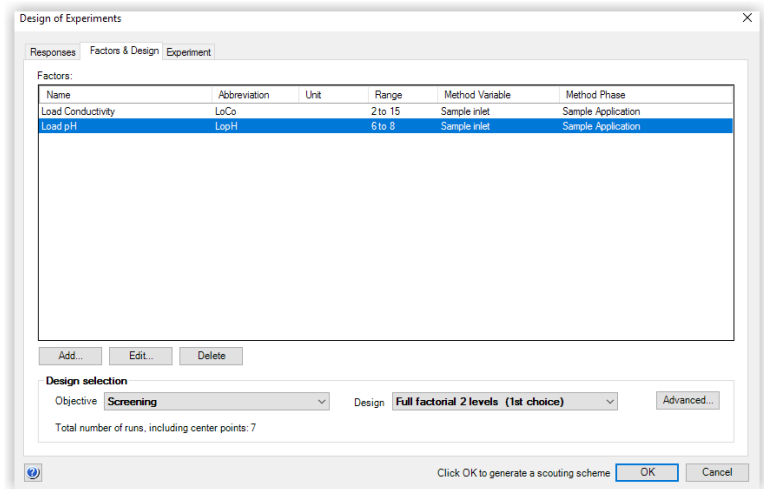 Design of Experiments
Responses Factors & Design Experiment
Factors:
Name Abbreviation Unit Range Method Variable Method Phase
Load Conductivity LoCo 2 to 15 Sample inlet Sample Application
Load pH LopH 6 to 8 Sample inlet Sample Application
Add... Edit... Delete
Design selection
Objective Screening Design Full factorial 2 levels (1st choice) Advanced...
Total number of runs, including center points: 7
Click OK to generate a scouting scheme OK Cancel